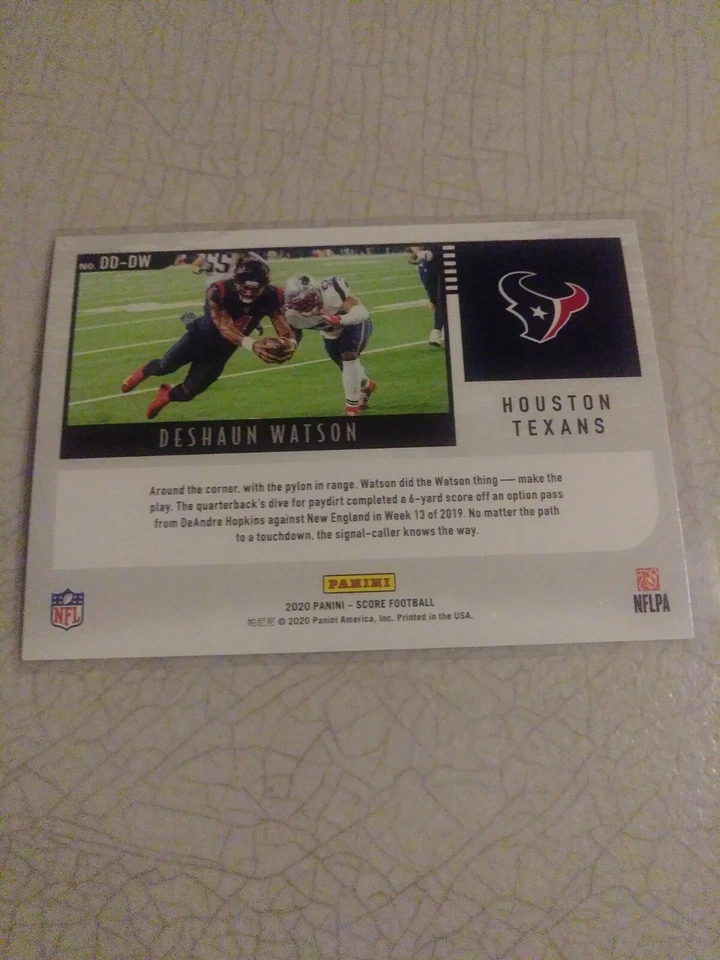 No. DD-DW
DESHAUN WATSON
HOUSTON
TEXANS
Around the corner, with the pylon in range, Watson did the Watson thing — make the
play. The quarterback's dive for paydirt completed a 6-yard score off an option pass
from DeAndre Hopkins against New England in Week 13 of 2019. No matter the path
to a touchdown, the signal-caller knows the way.
PANINI
NFL
NFLPA
2020 PANINI – SCORE FOOTBALL
帕尼尼 © 2020 Panini America, Inc. Printed in the USA.